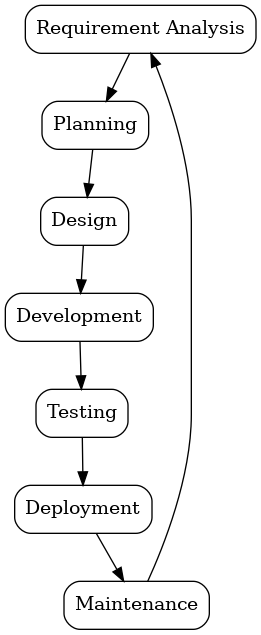 Requirement Analysis
Planning
Design
Development
Testing
Deployment
Maintenance